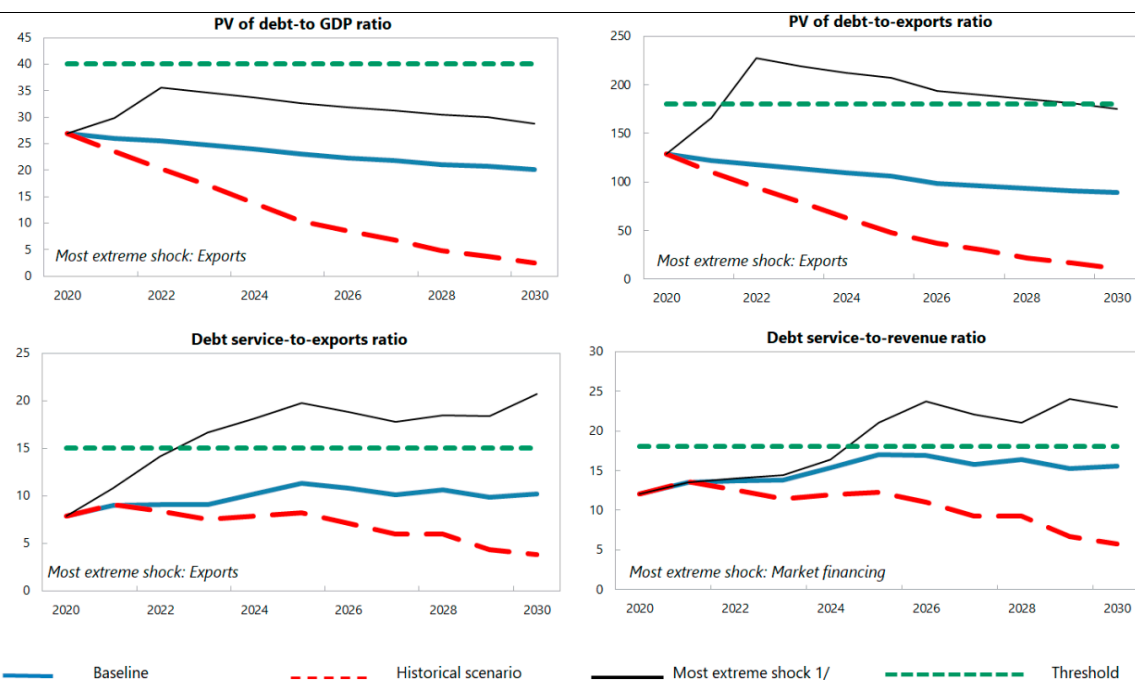 PV of debt-to GDP ratio
45
40
35
30
25
20
15
10
5
0
Most extreme shock: Exports
2020 2022 2024 2026 2028 2030
PV of debt-to-exports ratio
250
200
150
100
50
0
Most extreme shock: Exports
2020 2022 2024 2026 2028 2030
Debt service-to-exports ratio
25
20
15
10
5
0
Most extreme shock: Exports
2020 2022 2024 2026 2028 2030
Debt service-to-revenue ratio
30
25
20
15
10
5
0
Most extreme shock: Market financing
2020 2022 2024 2026 2028 2030
Baseline Historical scenario Most extreme shock 1/ Threshold